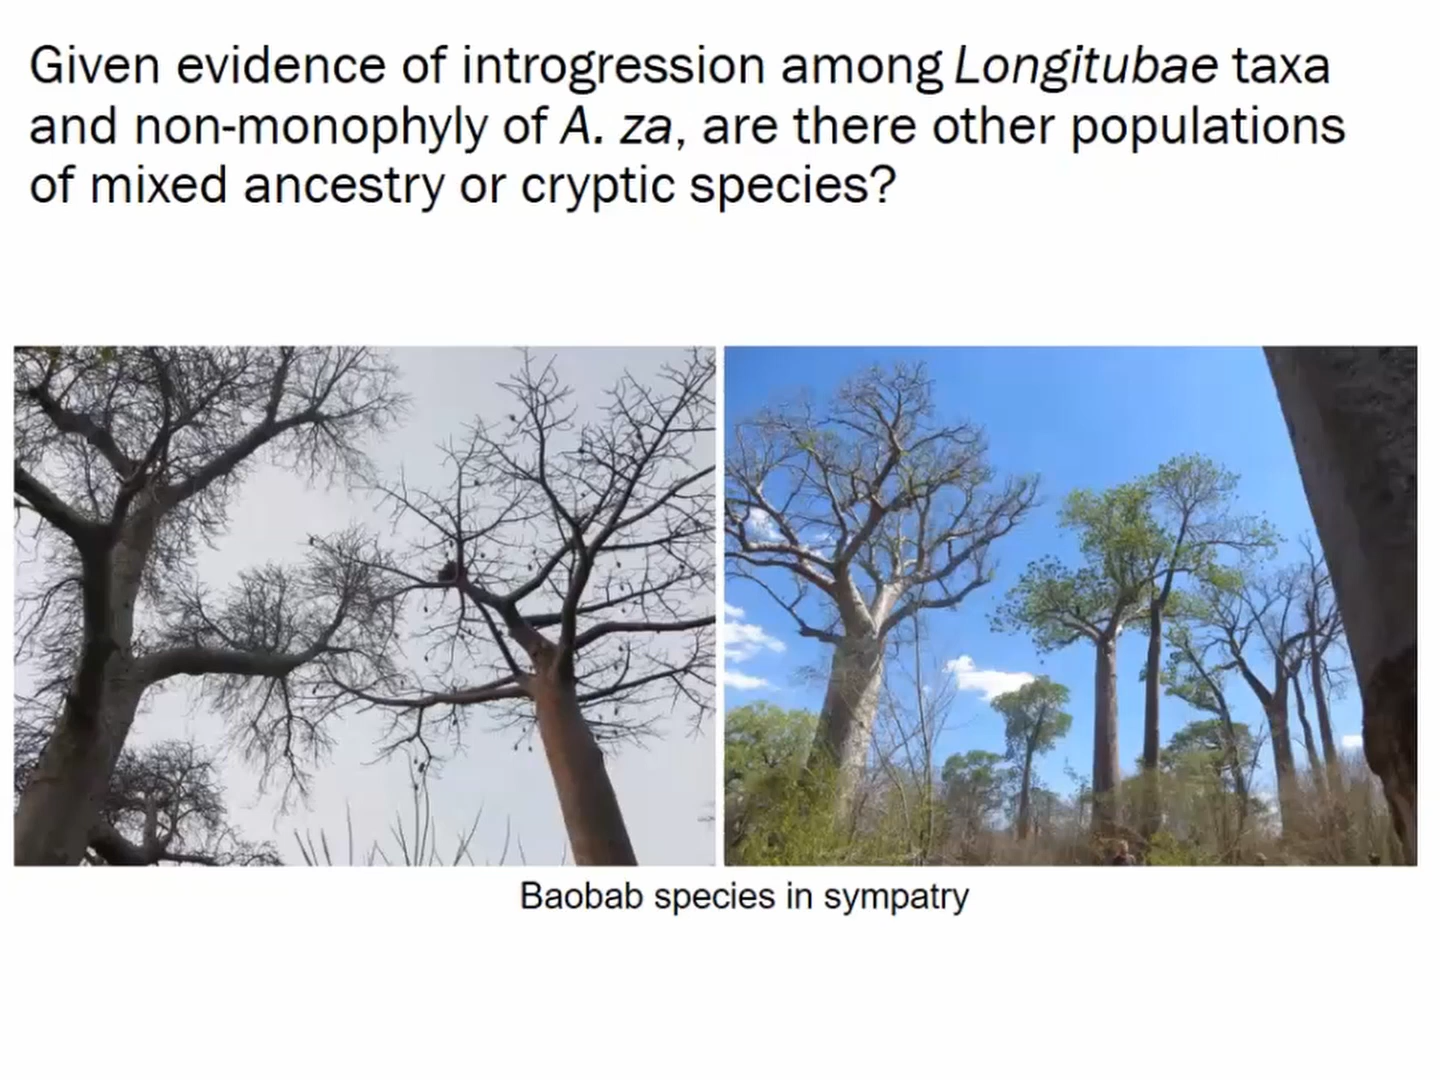 Given evidence of introgression among Longitubae taxa
and non-monophyly of A. za, are there other populations
of mixed ancestry or cryptic species?
Baobab species in sympatry